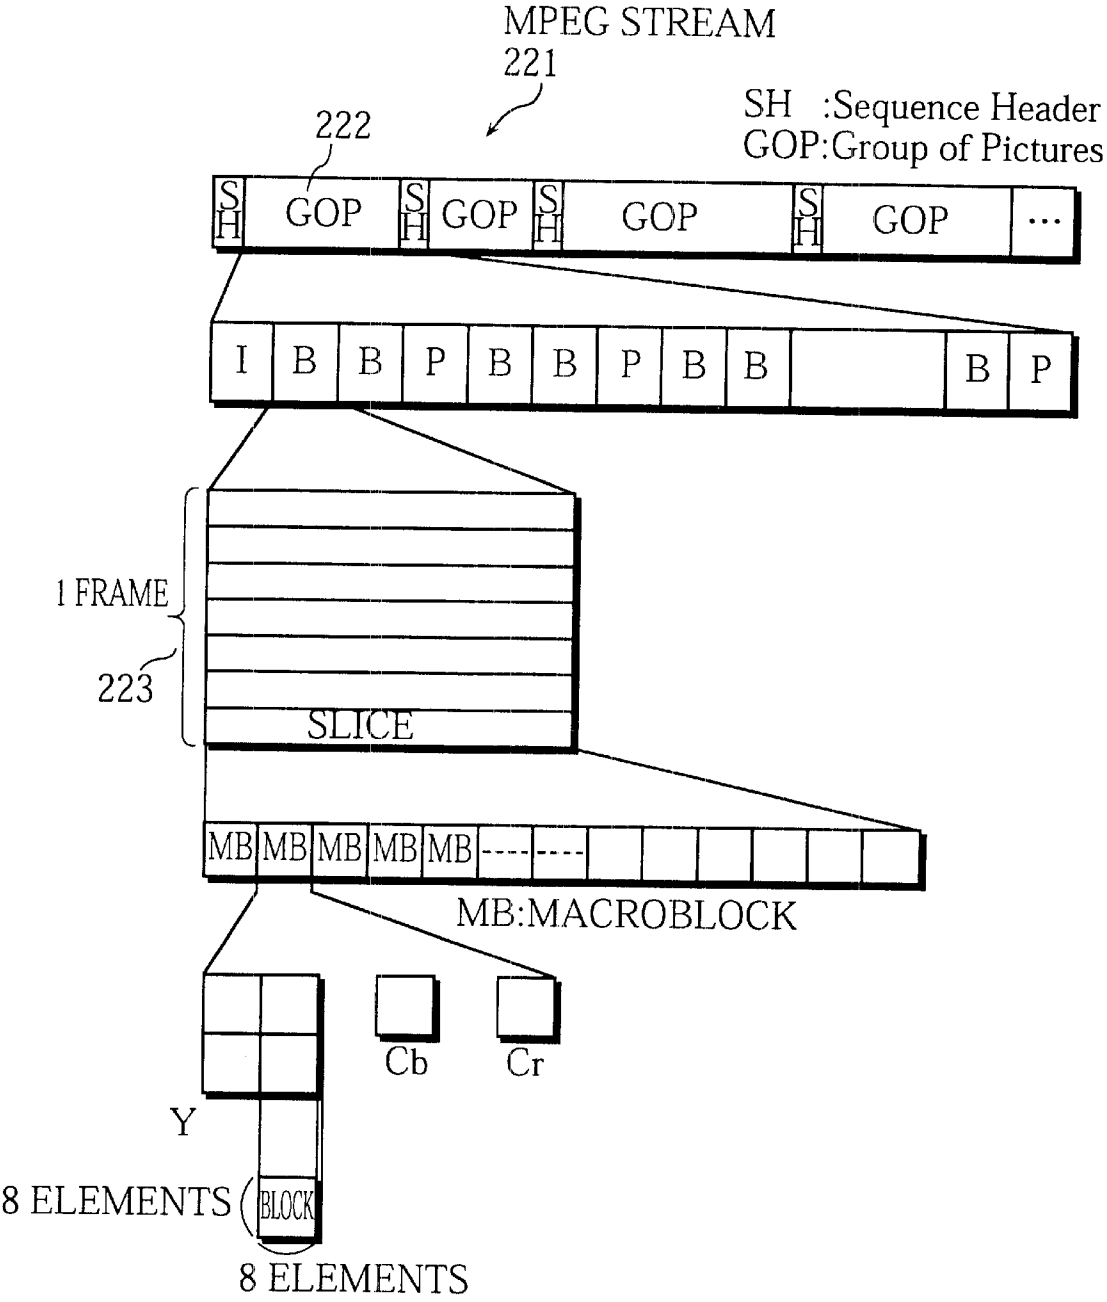 MPEG STREAM
221
SH :Sequence Header
GOP:Group of Pictures
222
SH GOP SH GOP SH GOP SH GOP ...
I B B P B B P B B B P
1 FRAME
223
SLICE
MB MB MB MB MB
MB:MACROBLOCK
Cb Cr
Y
8 ELEMENTS BLOCK
8 ELEMENTS